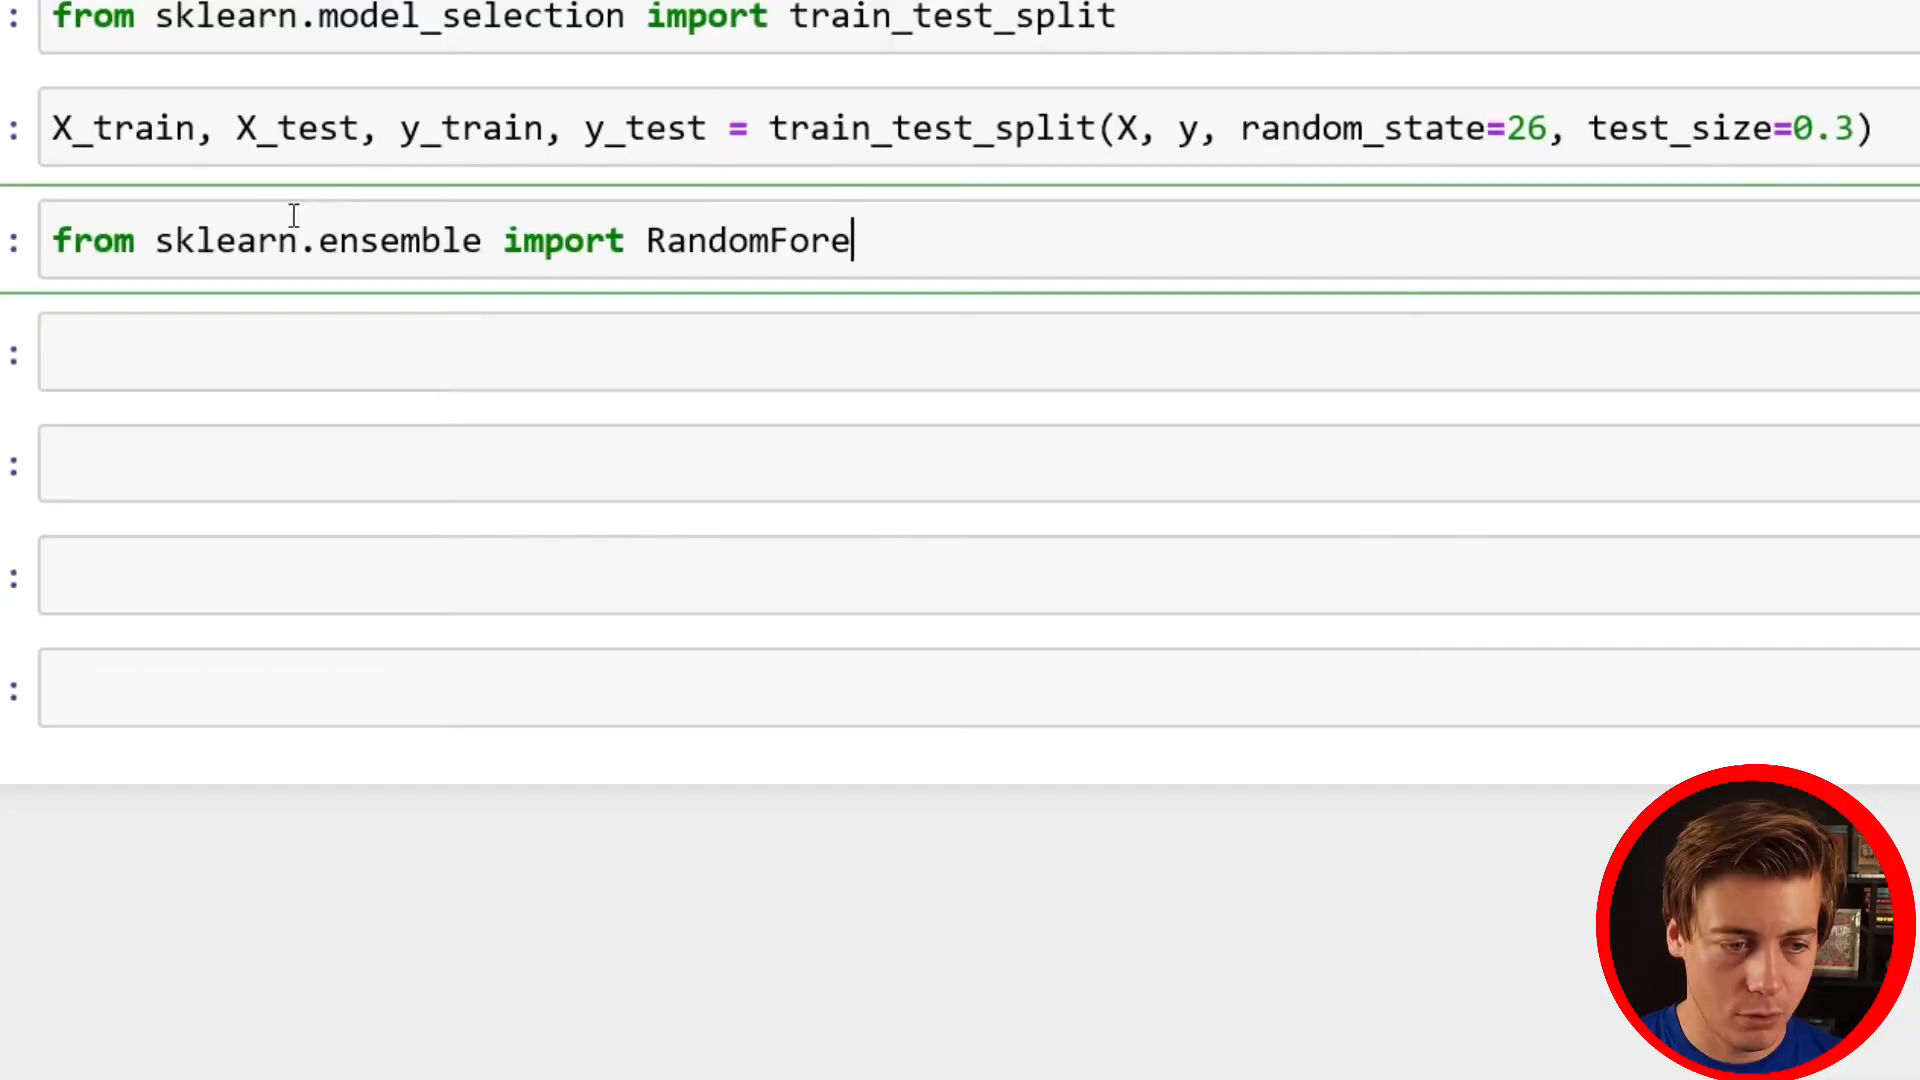 : from sklearn.model_selection import train_test_split
: X_train, X_test, y_train, y_test = train_test_split(X, y, random_state=26, test_size=0.3)
: from sklearn.ensemble import RandomFore
:
:
:
: